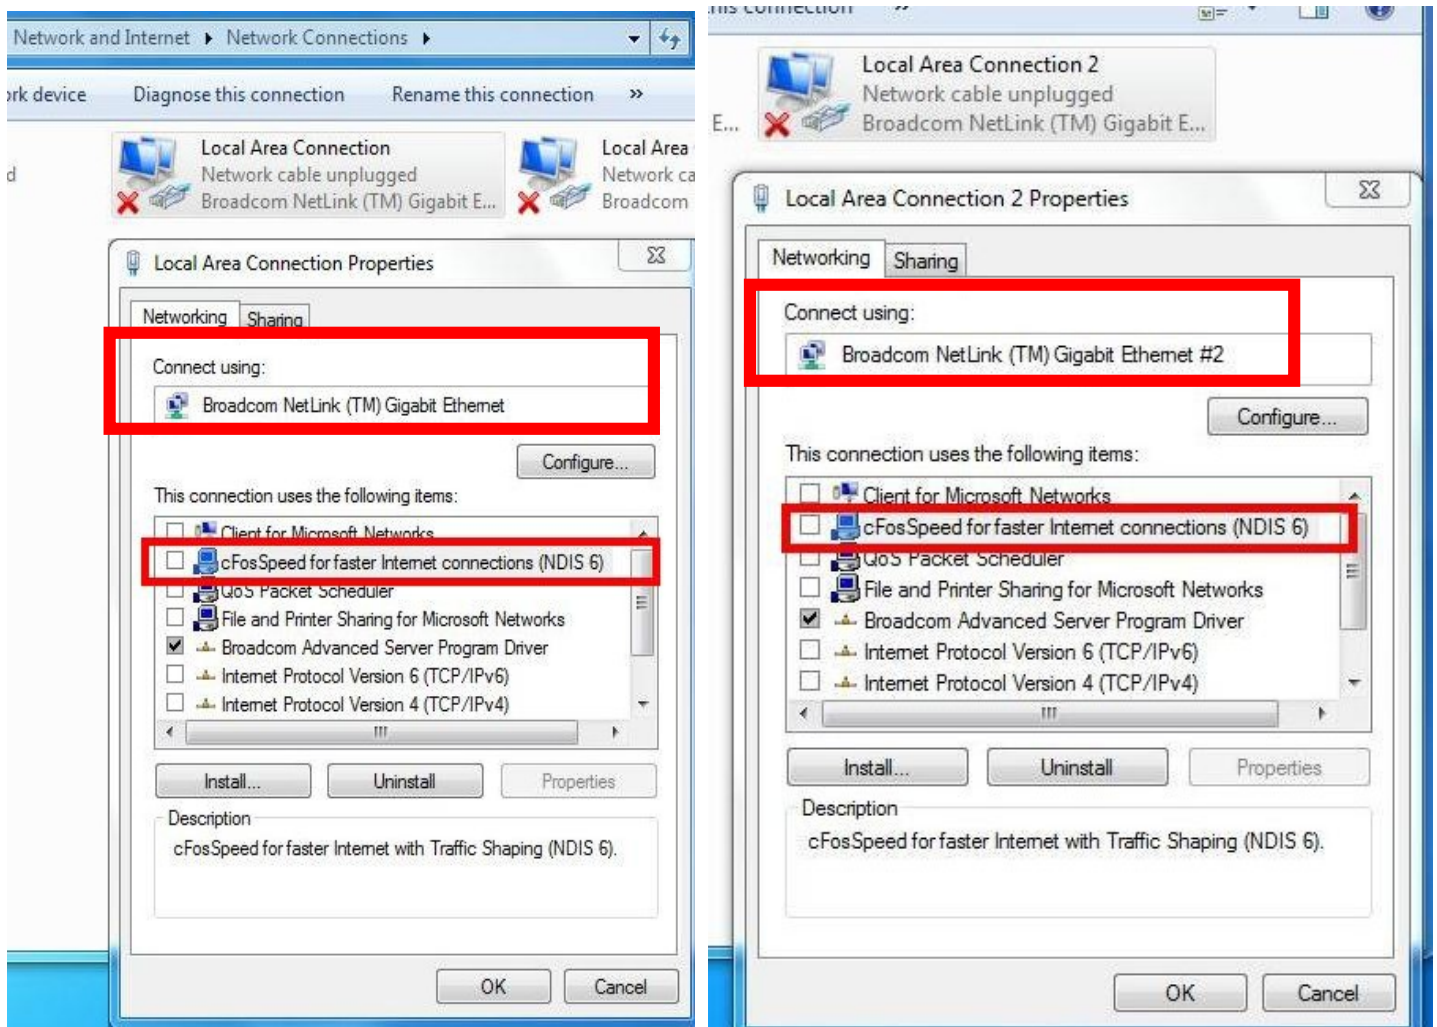 Network and Internet ▸ Network Connections ▸
device
Diagnose this connection
Rename this connection
»
Local Area Connection
Network cable unplugged
Broadcom NetLink (TM) Gigabit E...
Local Area
Network
Broadcom
Local Area Connection Properties
Networking
Sharing
Connect using:
Broadcom NetLink (TM) Gigabit Ethernet
Configure...
This connection uses the following items:
Client for Microsoft Networks
cFosSpeed for faster Internet connections (NDIS 6)
QoS Packet Scheduler
File and Printer Sharing for Microsoft Networks
Broadcom Advanced Server Program Driver
Internet Protocol Version 6 (TCP/IPv6)
Internet Protocol Version 4 (TCP/IPv4)
Install...
Uninstall
Properties
Description
cFosSpeed for faster Internet with Traffic Shaping (NDIS 6).
OK
Cancel
this connection
»
E...
Local Area Connection 2
Network cable unplugged
Broadcom NetLink (TM) Gigabit E...
Local Area Connection 2 Properties
Networking
Sharing
Connect using:
Broadcom NetLink (TM) Gigabit Ethernet #2
Configure...
This connection uses the following items:
Client for Microsoft Networks
cFosSpeed for faster Internet connections (NDIS 6)
QoS Packet Scheduler
File and Printer Sharing for Microsoft Networks
Broadcom Advanced Server Program Driver
Internet Protocol Version 6 (TCP/IPv6)
Internet Protocol Version 4 (TCP/IPv4)
Install...
Uninstall
Properties
Description
cFosSpeed for faster Internet with Traffic Shaping (NDIS 6).
OK
Cancel